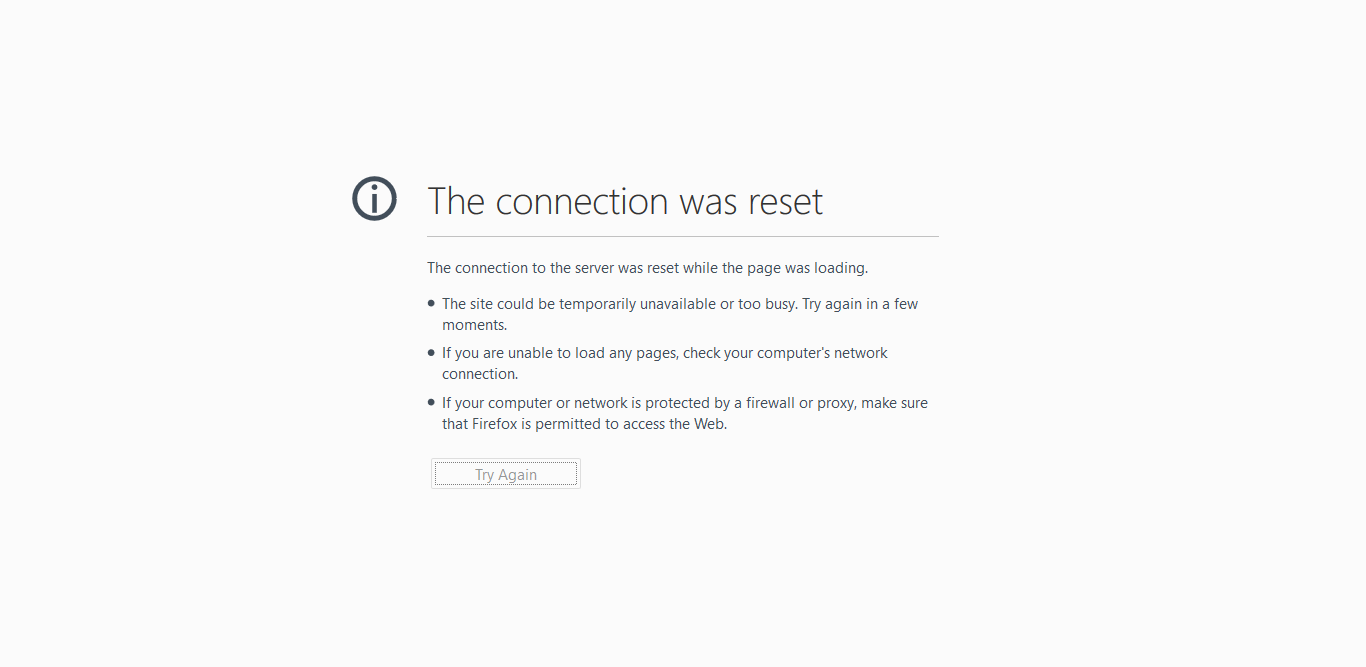 The connection was reset
The connection to the server was reset while the page was loading.
The site could be temporarily unavailable or too busy. Try again in a few
moments.
If you are unable to load any pages, check your computer's network
connection.
If your computer or network is protected by a firewall or proxy, make sure
that Firefox is permitted to access the Web.
Try Again